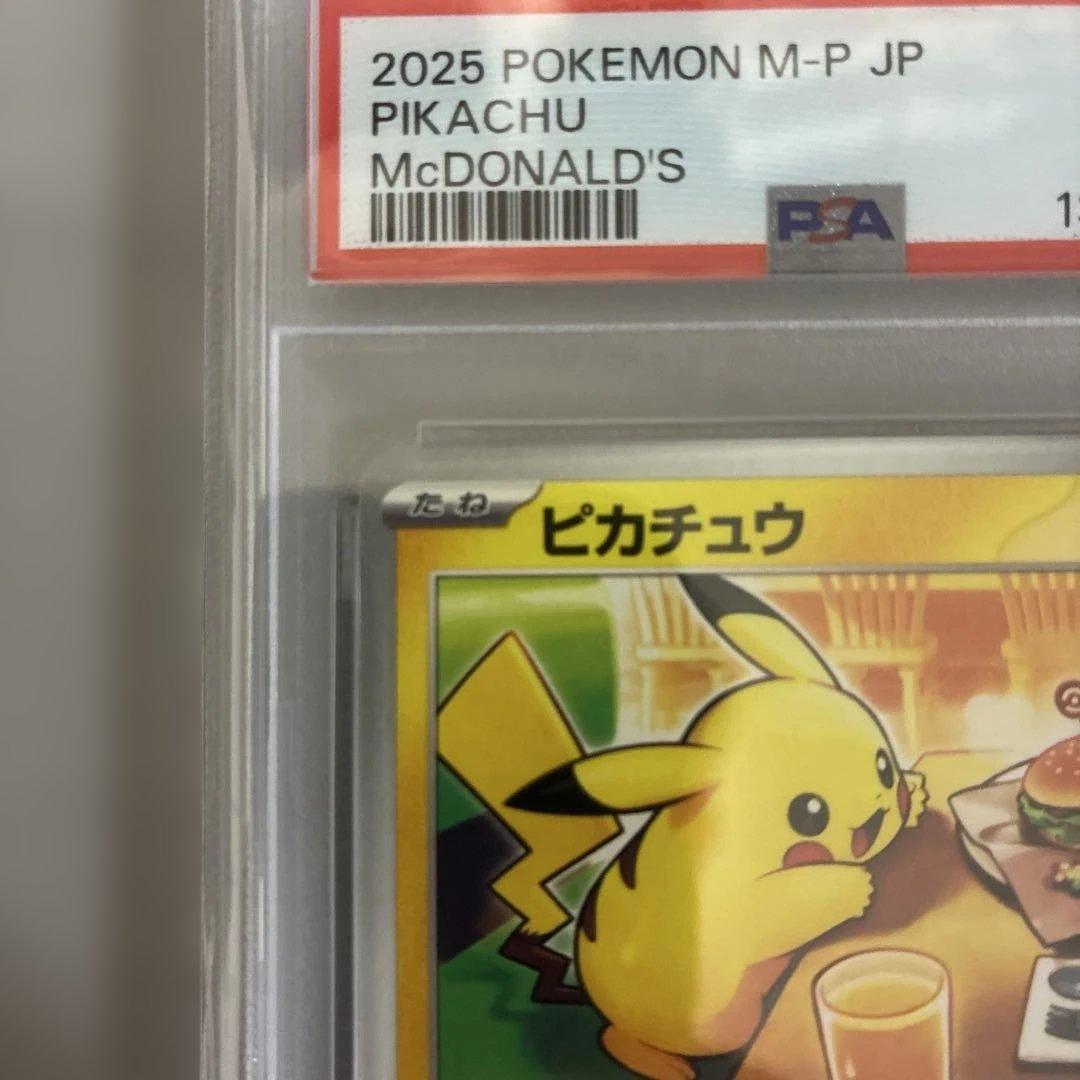 2025 POKEMON M-P JP
PIKACHU
McDONALD'S
PSA
たね ピカチュウ